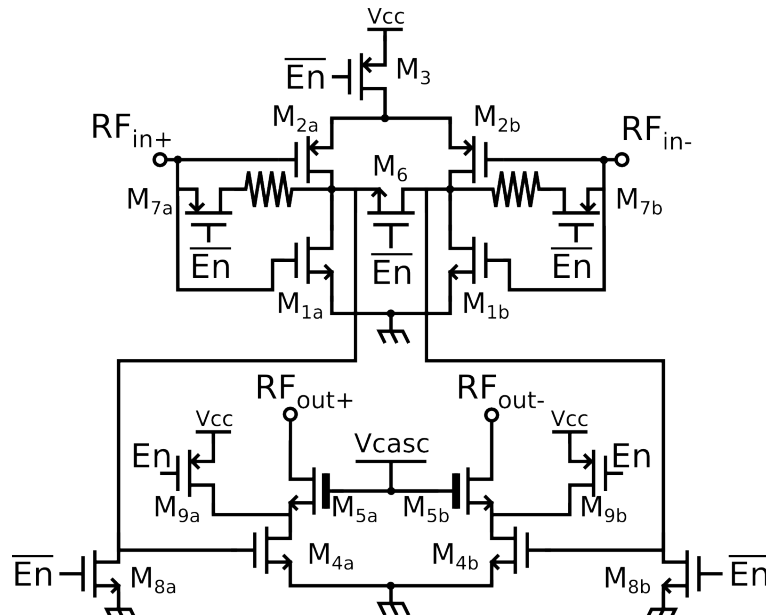 Vcc
En
M3
M2a
M2b
RFin+
RFin-
M6
M7a
M7b
En
En
En
M1a
M1b
RFout+
RFout-
Vcc
Vcasc
Vcc
En
En
M9a
M5a
M5b
M9b
M4a
M4b
En
M8a
M8b
En